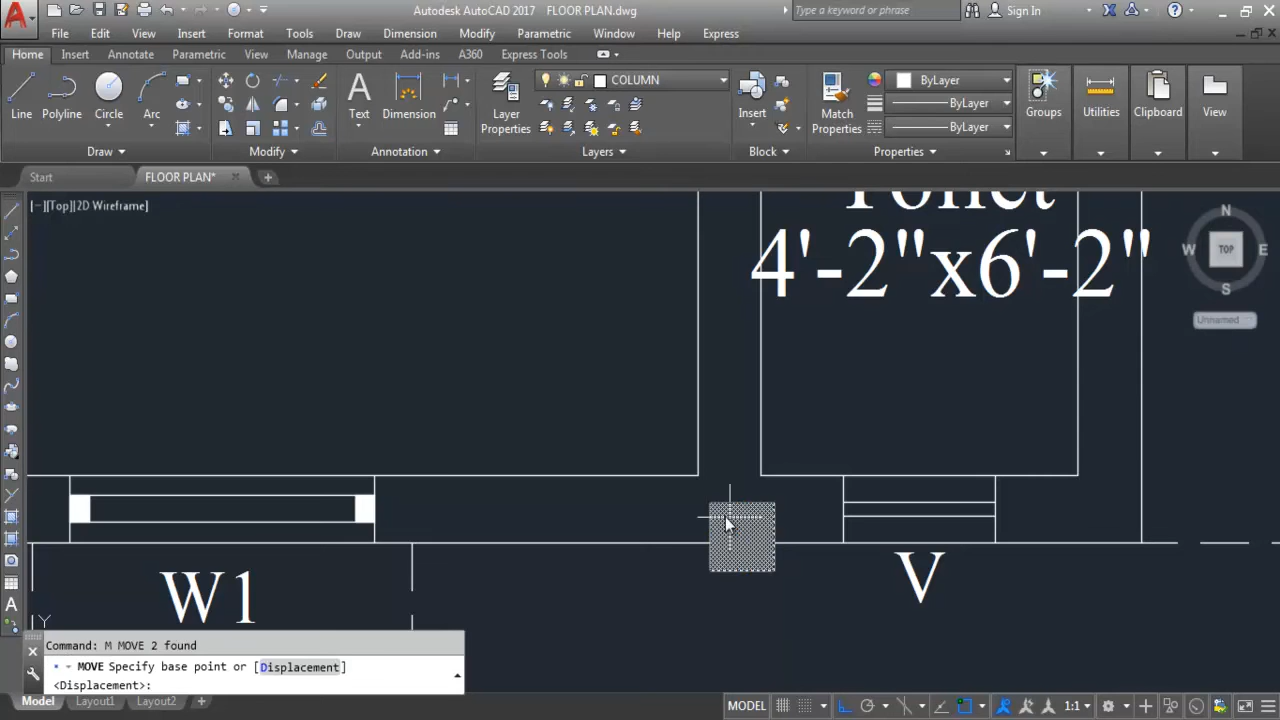 Autodesk AutoCAD 2017 FLOOR PLAN.dwg
Type a keyword or phrase
Sign In
File Edit View Insert Format Tools Draw Dimension Modify Parametric Window Help Express
Home Insert Annotate Parametric View Manage Output Add-ins A360 Express Tools
COLUMN
ByLayer
Line Polyline Circle Arc
Text Dimension
Layer Properties
Insert
Match Properties
ByLayer
ByLayer
Groups Utilities Clipboard View
Draw Modify Annotation Layers Block Properties
Start FLOOR PLAN*
[−][Top][2D Wireframe]
Toilet
4'-2"x6'-2"
N
W TOP E
S
Unnamed
W1
V
Y
Command: M MOVE 2 found
MOVE Specify base point or [Displacement]
<Displacement>:
Model Layout1 Layout2 +
MODEL 1:1